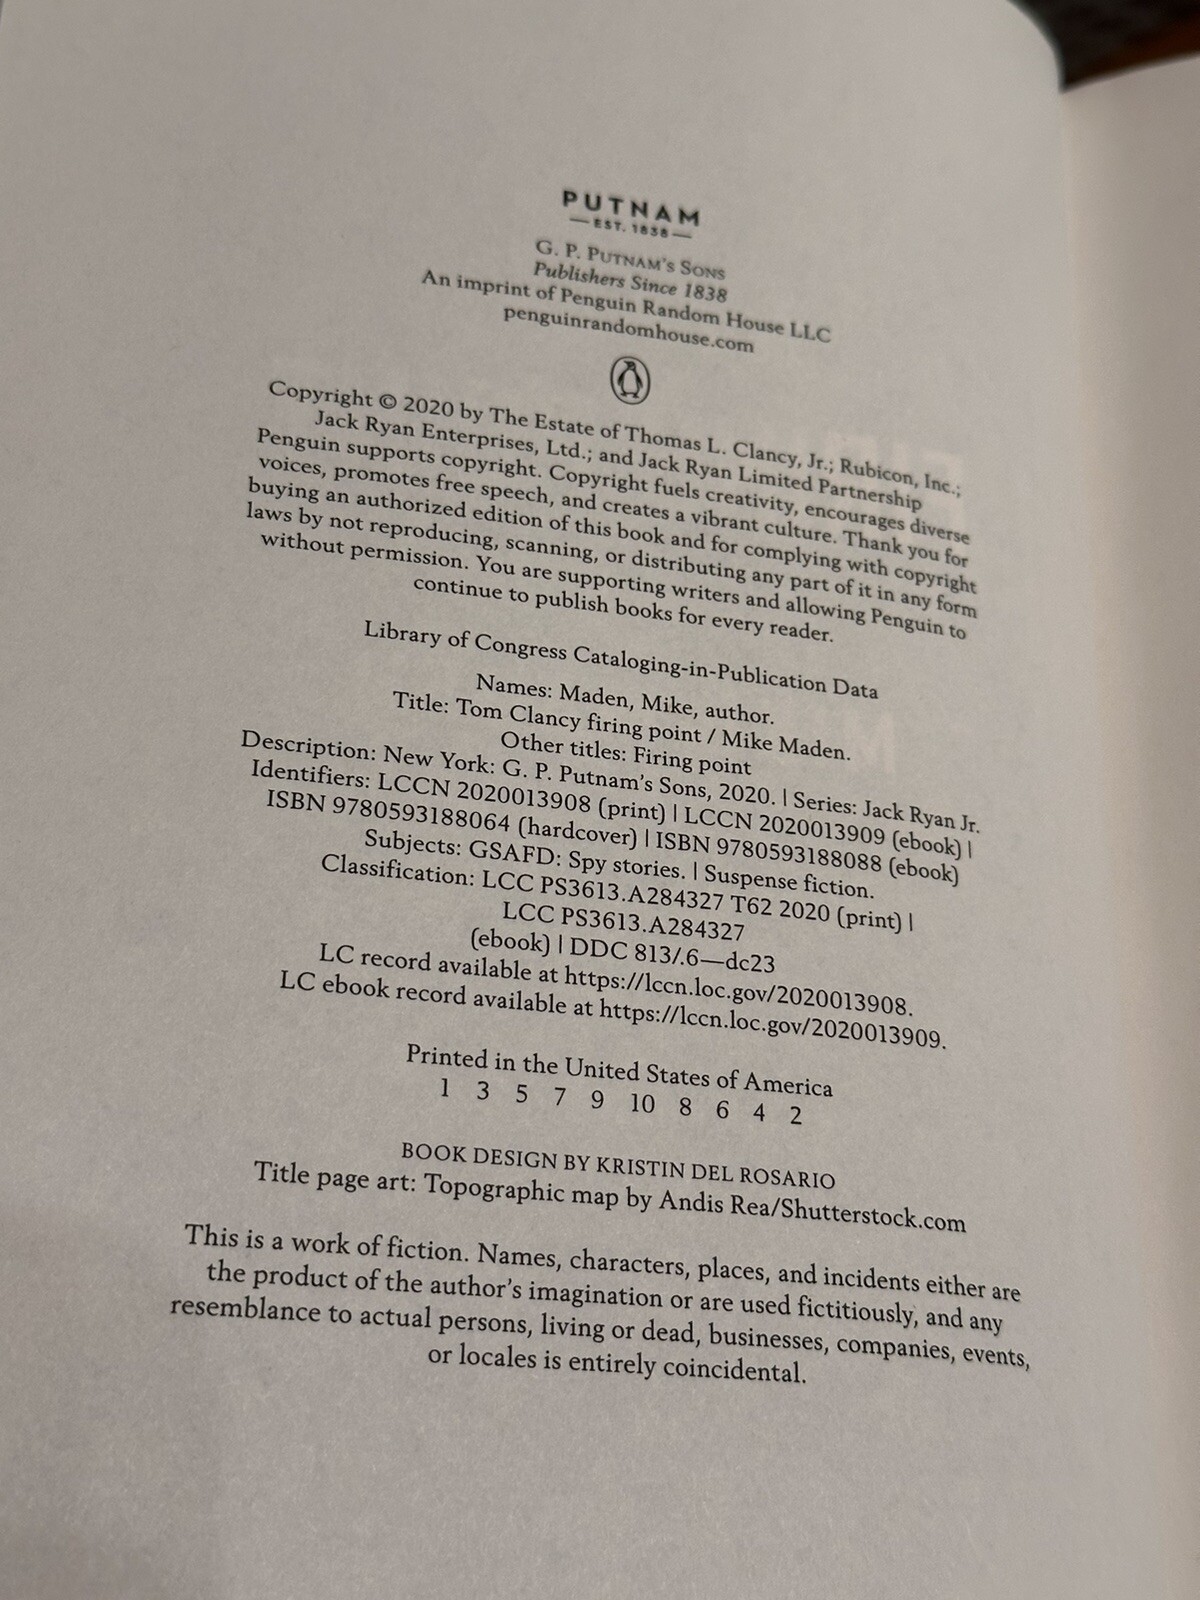 PUTNAM
— EST. 1838 —
G. P. PUTNAM'S SONS
Publishers Since 1838
An imprint of Penguin Random House LLC
penguinrandomhouse.com
Copyright © 2020 by The Estate of Thomas L. Clancy, Jr.; Rubicon, Inc.;
Jack Ryan Enterprises, Ltd.; and Jack Ryan Limited Partnership
Penguin supports copyright. Copyright fuels creativity, encourages diverse
voices, promotes free speech, and creates a vibrant culture. Thank you for
buying an authorized edition of this book and for complying with copyright
laws by not reproducing, scanning, or distributing any part of it in any form
without permission. You are supporting writers and allowing Penguin to
continue to publish books for every reader.
Library of Congress Cataloging-in-Publication Data
Names: Maden, Mike, author.
Title: Tom Clancy firing point / Mike Maden.
Other titles: Firing point
Description: New York: G. P. Putnam's Sons, 2020. | Series: Jack Ryan Jr.
Identifiers: LCCN 2020013908 (print) | LCCN 2020013909 (ebook) |
ISBN 9780593188064 (hardcover) | ISBN 9780593188088 (ebook)
Subjects: GSAFD: Spy stories. | Suspense fiction.
Classification: LCC PS3613.A284327 T62 2020 (print) |
LCC PS3613.A284327
(ebook) | DDC 813/.6—dc23
LC record available at https://lccn.loc.gov/2020013908.
LC ebook record available at https://lccn.loc.gov/2020013909.
Printed in the United States of America
1 3 5 7 9 10 8 6 4 2
BOOK DESIGN BY KRISTIN DEL ROSARIO
Title page art: Topographic map by Andis Rea/Shutterstock.com
This is a work of fiction. Names, characters, places, and incidents either are
the product of the author's imagination or are used fictitiously, and any
resemblance to actual persons, living or dead, businesses, companies, events,
or locales is entirely coincidental.